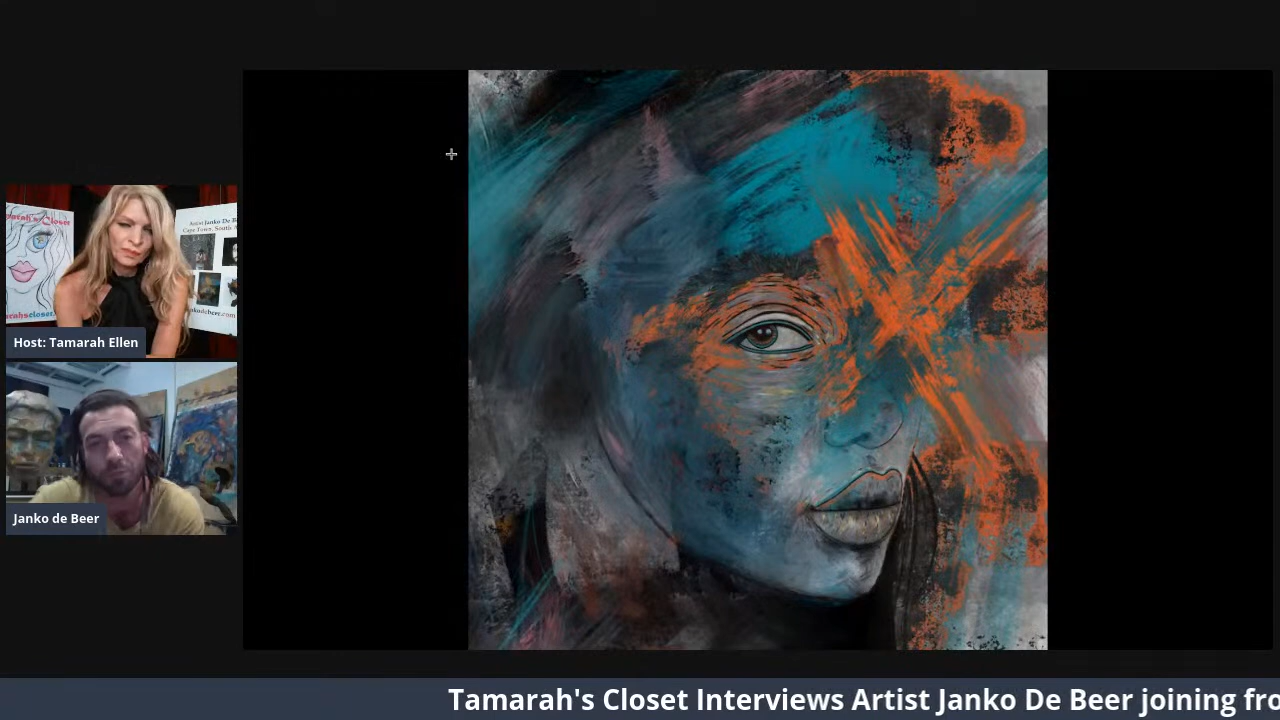 Host: Tamarah Ellen
Janko de Beer
Tamarah's Closet Interviews Artist Janko De Beer joining fro